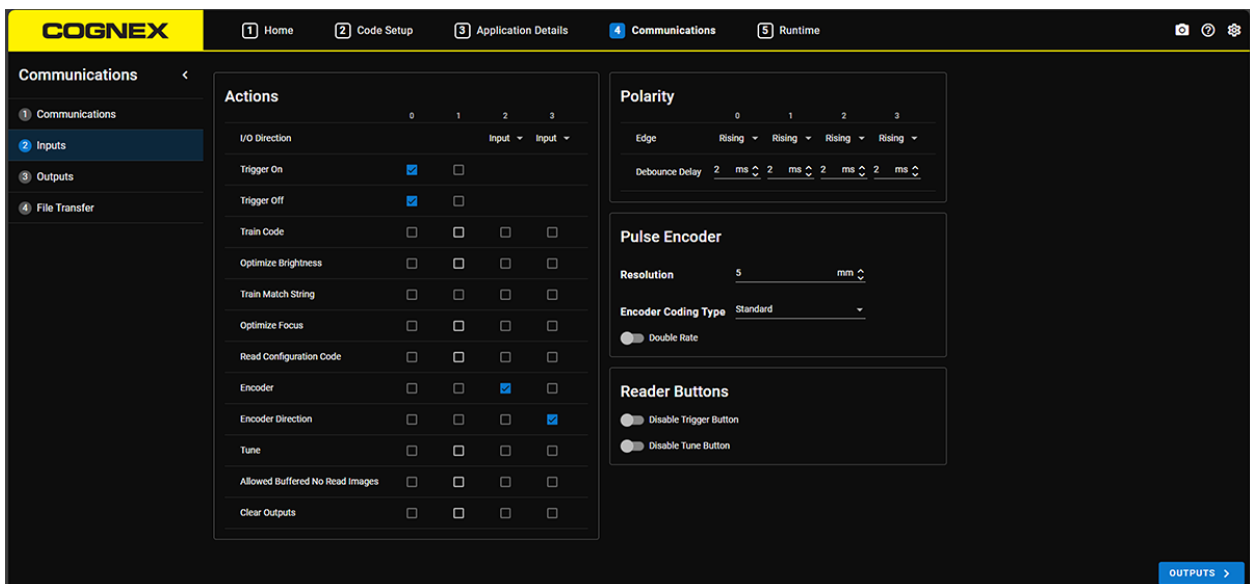 COGNEX
1 Home 2 Code Setup 3 Application Details 4 Communications 5 Runtime
Communications
1 Communications
2 Inputs
3 Outputs
4 File Transfer
Actions
0 1 2 3
I/O Direction Input Input
Trigger On
Trigger Off
Train Code
Optimize Brightness
Train Match String
Optimize Focus
Read Configuration Code
Encoder
Encoder Direction
Tune
Allowed Buffered No Read Images
Clear Outputs
Polarity
0 1 2 3
Edge Rising Rising Rising Rising
Debounce Delay 2 ms 2 ms 2 ms 2 ms
Pulse Encoder
Resolution 5 mm
Encoder Coding Type Standard
Double Rate
Reader Buttons
Disable Trigger Button
Disable Tune Button
OUTPUTS